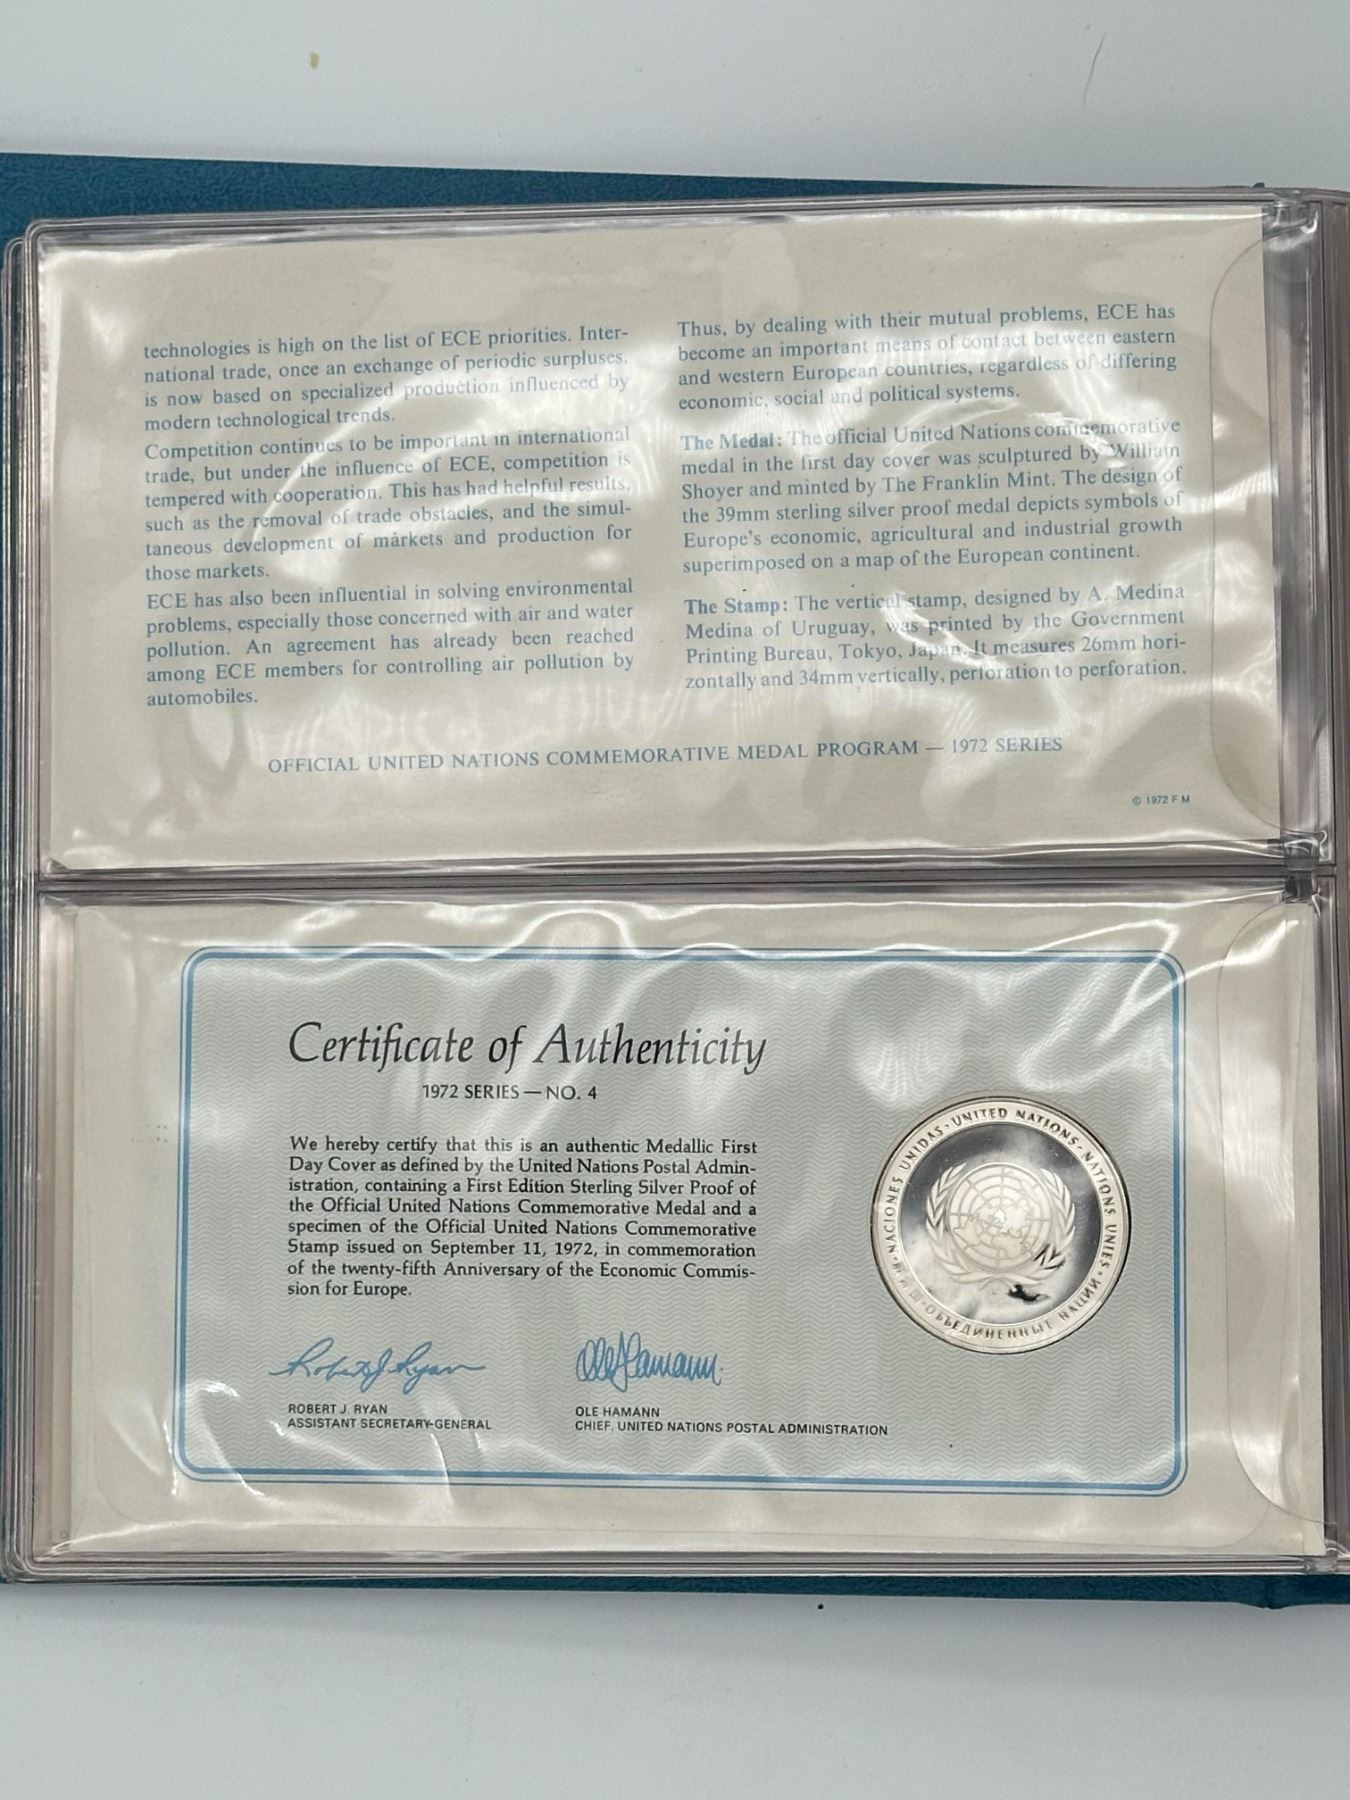 technologies is high on the list of ECE priorities. Inter-
national trade, once an exchange of periodic surpluses,
is now based on specialized production influenced by
modern technological trends.
Competition continues to be important in international
trade, but under the influence of ECE, competition is
tempered with cooperation. This has had helpful results,
such as the removal of trade obstacles, and the simul-
taneous development of markets and production for
those markets.
ECE has also been influential in solving environmental
problems, especially those concerned with air and water
pollution. An agreement has already been reached
among ECE members for controlling air pollution by
automobiles.
Thus, by dealing with their mutual problems, ECE has
become an important means of contact between eastern
and western European countries, regardless of differing
economic, social and political systems.
The Medal: The official United Nations commemorative
medal in the first day cover was sculptured by William
Shoyer and minted by The Franklin Mint. The design of
the 39mm sterling silver proof medal depicts symbols of
Europe's economic, agricultural and industrial growth
superimposed on a map of the European continent.
The Stamp: The vertical stamp, designed by A. Medina
Medina of Uruguay, was printed by the Government
Printing Bureau, Tokyo, Japan. It measures 26mm hori-
zontally and 34mm vertically, perforation to perforation.
OFFICIAL UNITED NATIONS COMMEMORATIVE MEDAL PROGRAM — 1972 SERIES
© 1972 F M
Certificate of Authenticity
1972 SERIES — NO. 4
We hereby certify that this is an authentic Medallic First
Day Cover as defined by the United Nations Postal Admin-
istration, containing a First Edition Sterling Silver Proof of
the Official United Nations Commemorative Medal and a
specimen of the Official United Nations Commemorative
Stamp issued on September 11, 1972, in commemoration
of the twenty-fifth Anniversary of the Economic Commis-
sion for Europe.
Robert J. Ryan
Ole Hamann
ROBERT J. RYAN
ASSISTANT SECRETARY-GENERAL
OLE HAMANN
CHIEF, UNITED NATIONS POSTAL ADMINISTRATION
NACIONES UNIDAS · UNITED NATIONS · NATIONS UNIES · ОБЪЕДИНЕННЫЕ НАЦИИ